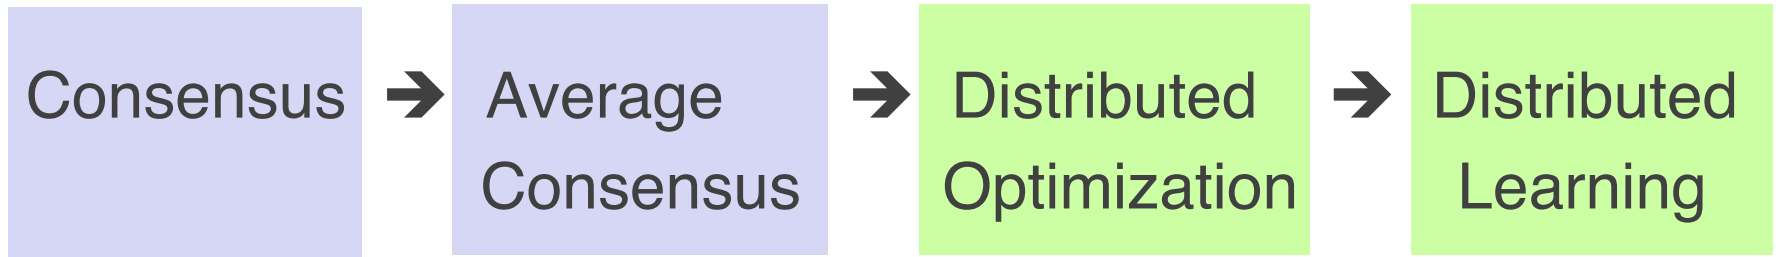 Consensus
Average
Consensus
Distributed
Optimization
Distributed
Learning